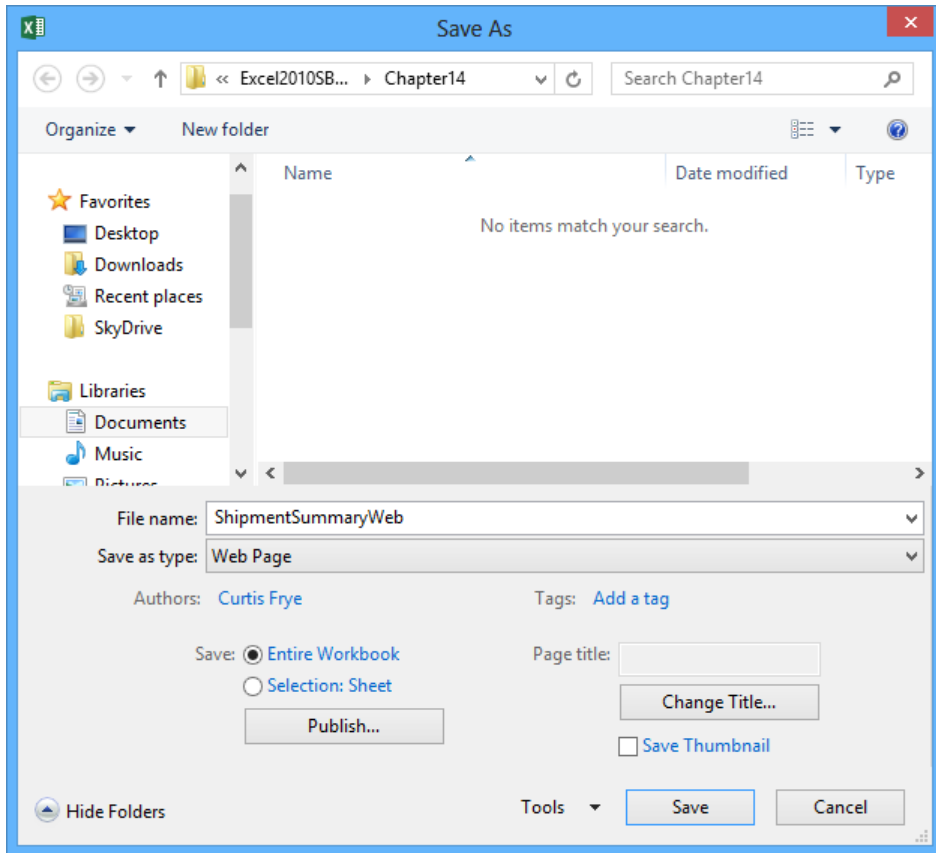 Save As
« Excel2010SB... Chapter14
Search Chapter14
Organize
New folder
Name
Date modified
Type
No items match your search.
Favorites
Desktop
Downloads
Recent places
SkyDrive
Libraries
Documents
Music
Pictures
File name: ShipmentSummaryWeb
Save as type: Web Page
Authors: Curtis Frye
Tags: Add a tag
Save: Entire Workbook
Selection: Sheet
Publish...
Page title:
Change Title...
Save Thumbnail
Hide Folders
Tools
Save
Cancel